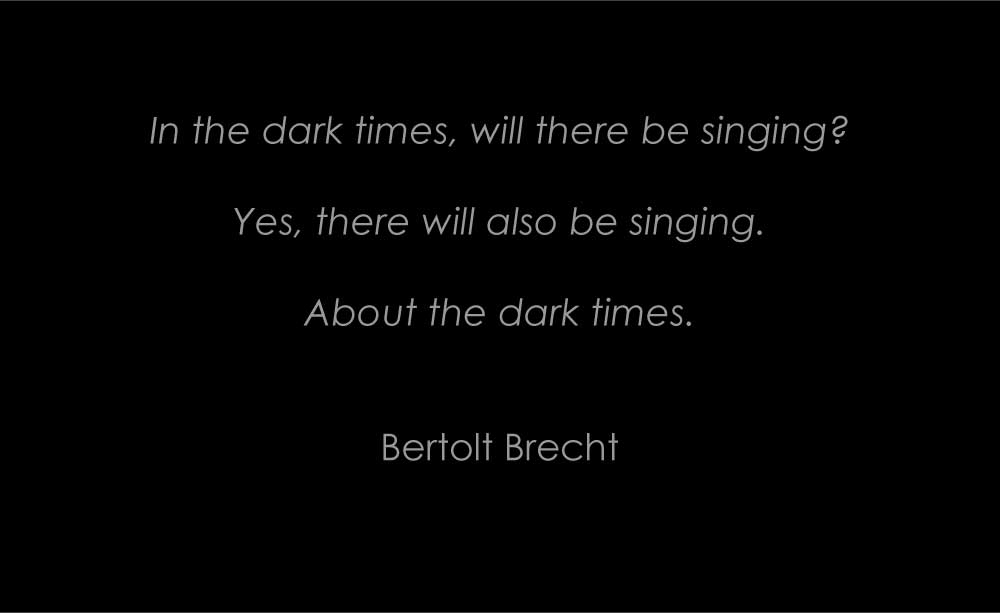 In the dark times, will there be singing?
Yes, there will also be singing.
About the dark times.
Bertolt Brecht